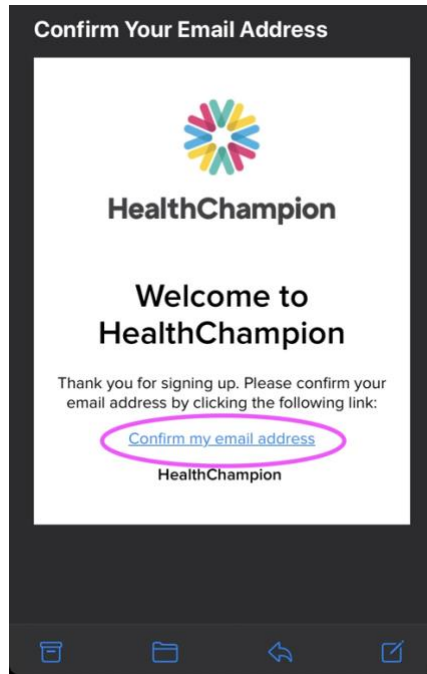 Confirm Your Email Address
HealthChampion
Welcome to
HealthChampion
Thank you for signing up. Please confirm your
email address by clicking the following link:
Confirm my email address
HealthChampion